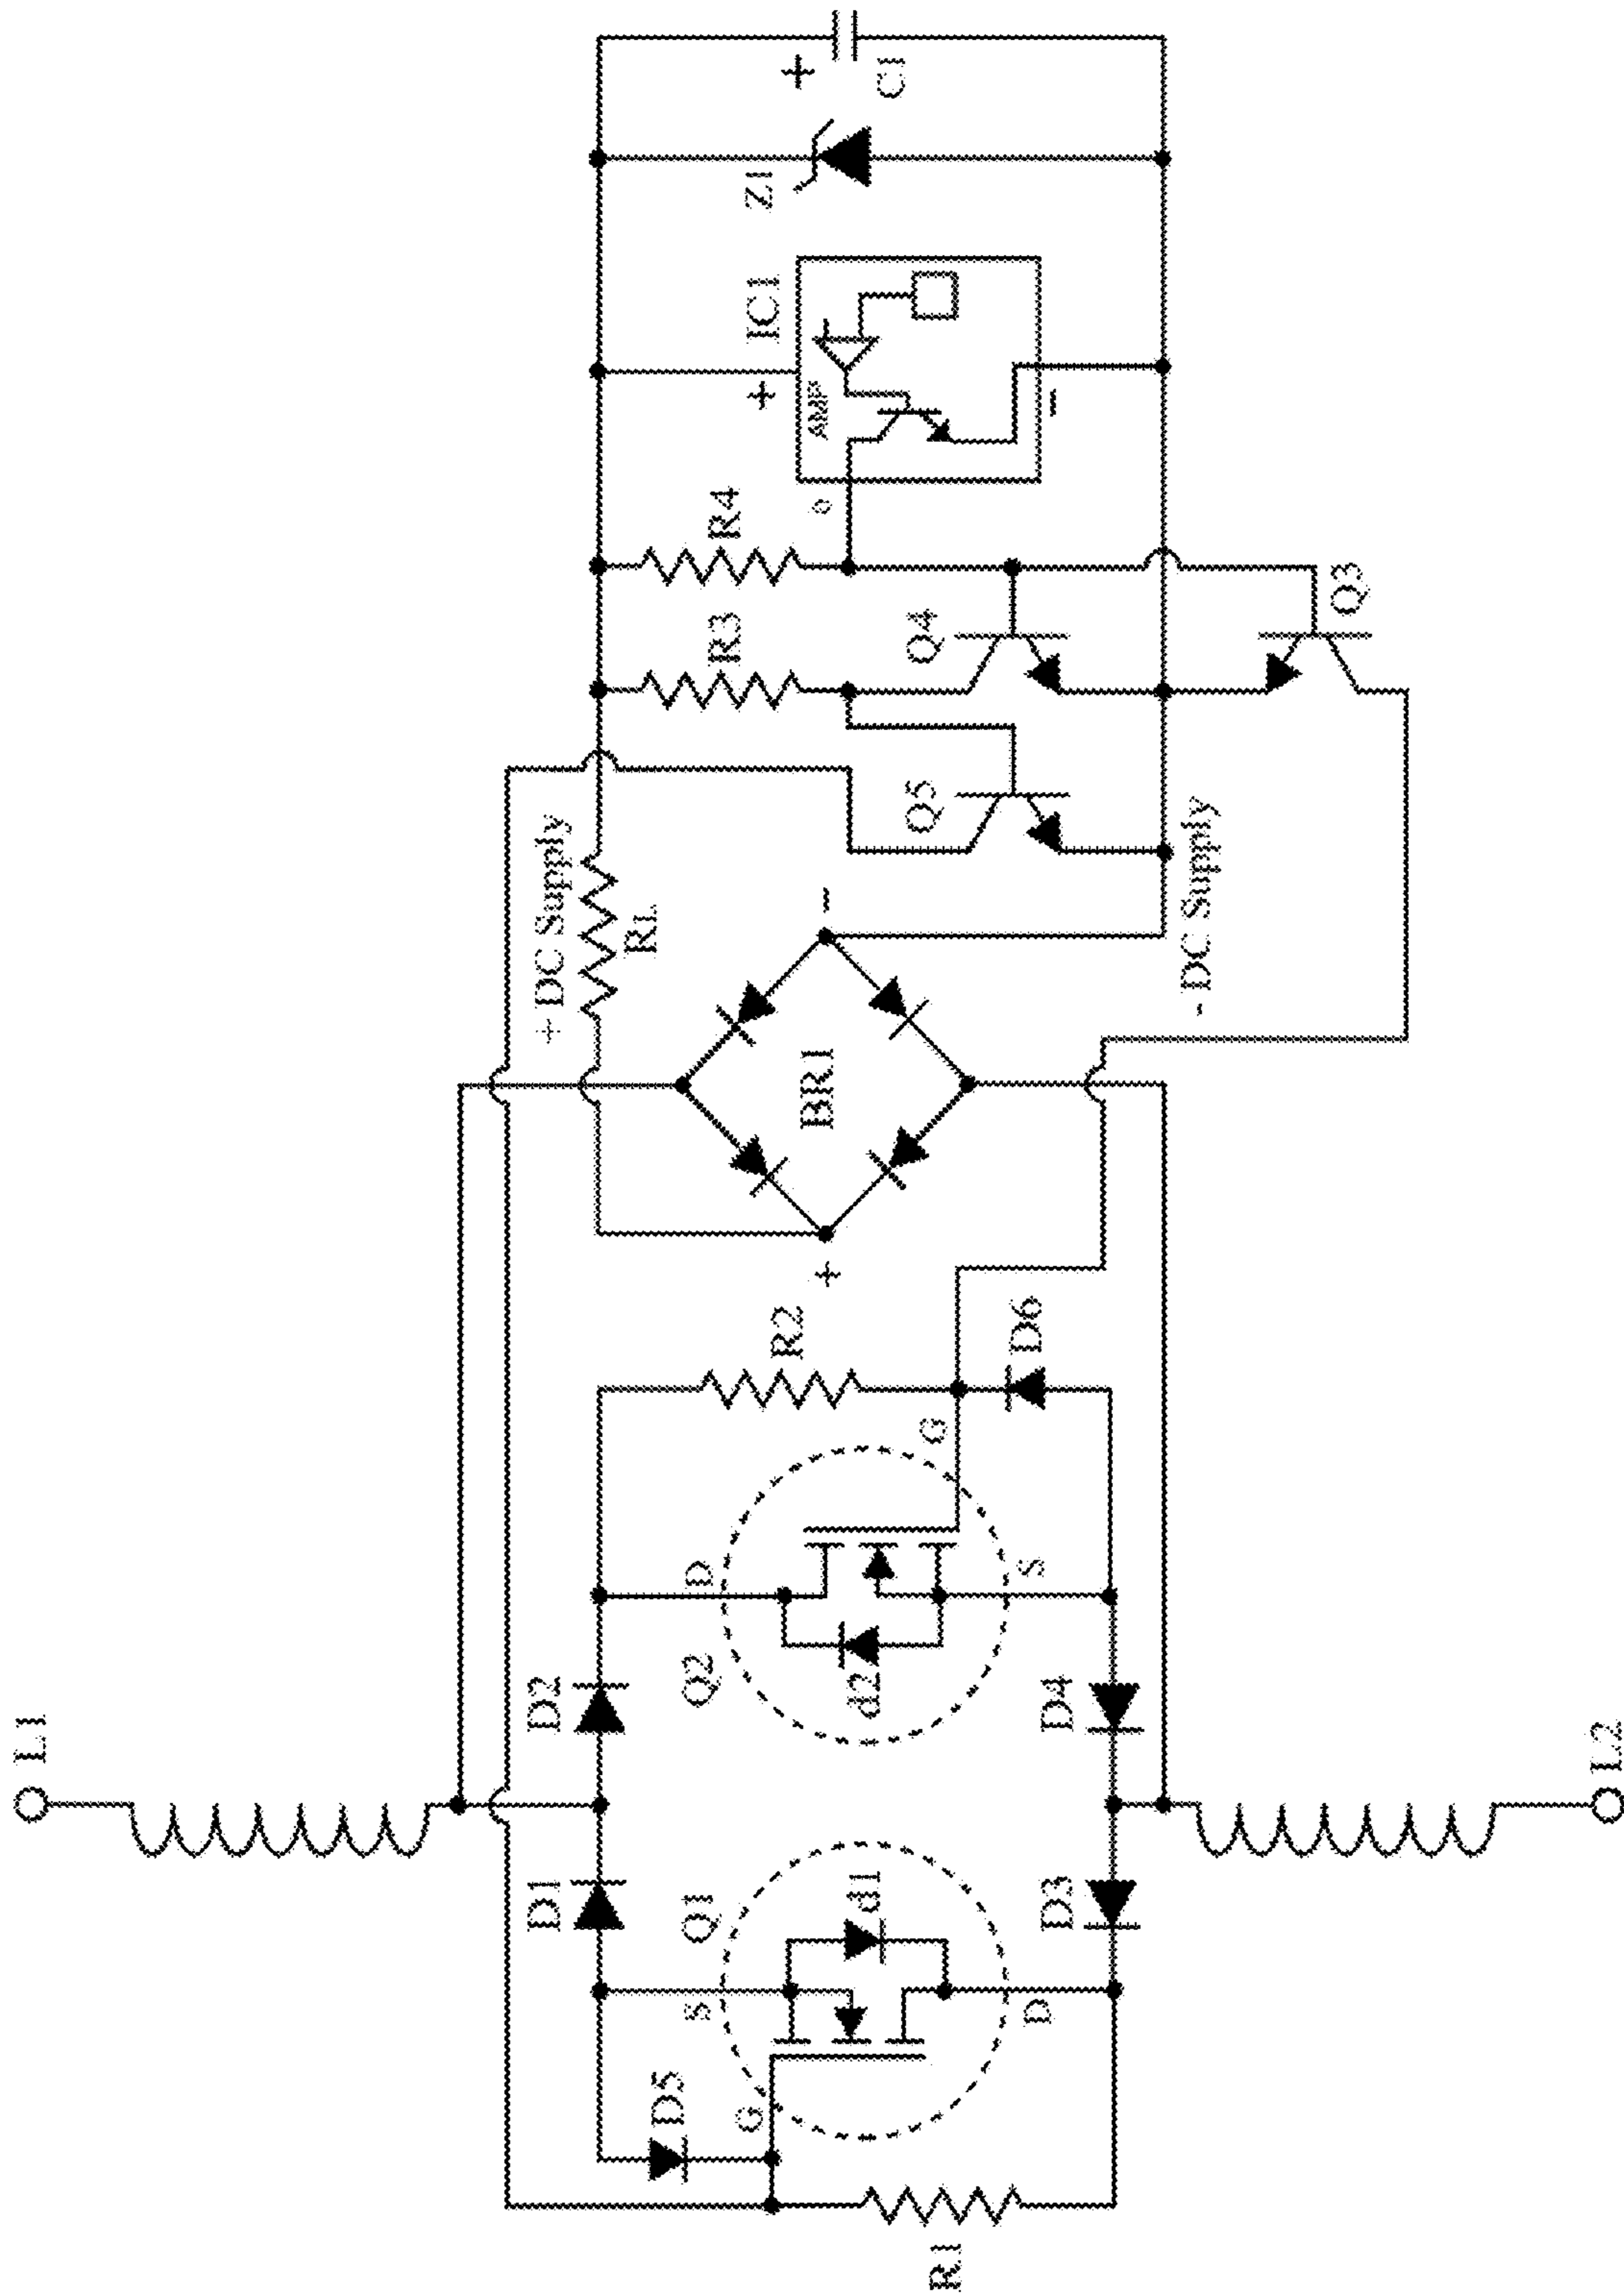 L1
L2
D1
D2
D3
D4
D5
D6
Q1
d1
S
G
D
R1
Q2
d2
D
G
S
R2
+
BR1
-
+ DC Supply
RL
- DC Supply
Q5
Q4
Q3
R3
R4
o
IC1
+
AMP
-
-
Z1
+
C1